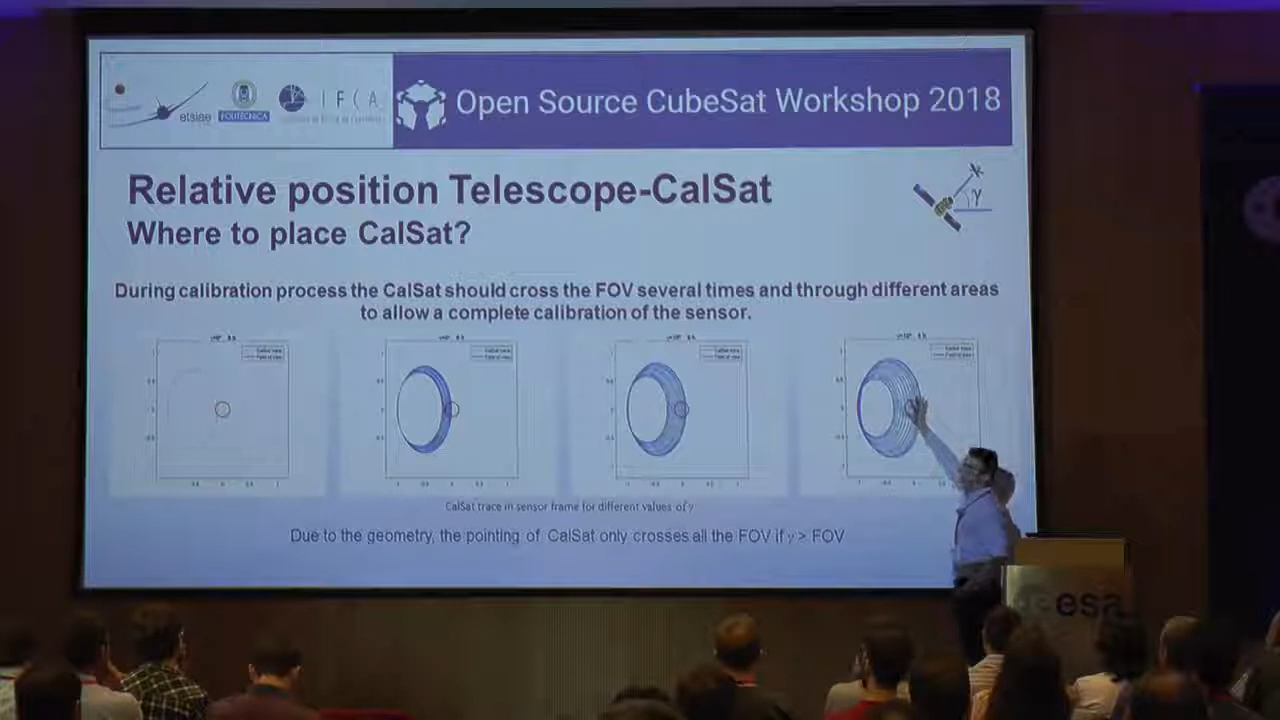 etsiae
POLITÉCNICA
I F C A
Open Source CubeSat Workshop 2018
Relative position Telescope-CalSat
Where to place CalSat?
γ
During calibration process the CalSat should cross the FOV several times and through different areas
to allow a complete calibration of the sensor.
CalSat trace in sensor frame for different values of γ
Due to the geometry, the pointing of CalSat only crosses all the FOV if γ > FOV
esa